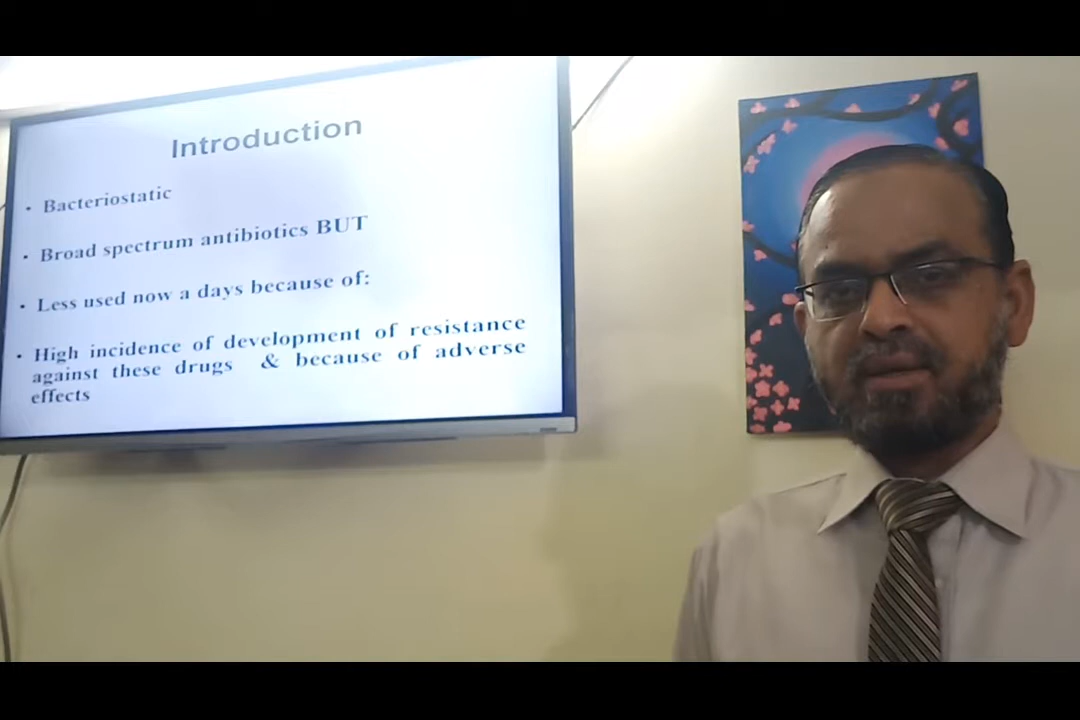 Introduction
• Bacteriostatic
• Broad spectrum antibiotics BUT
• Less used now a days because of:
• High incidence of development of resistance
against these drugs & because of adverse
effects